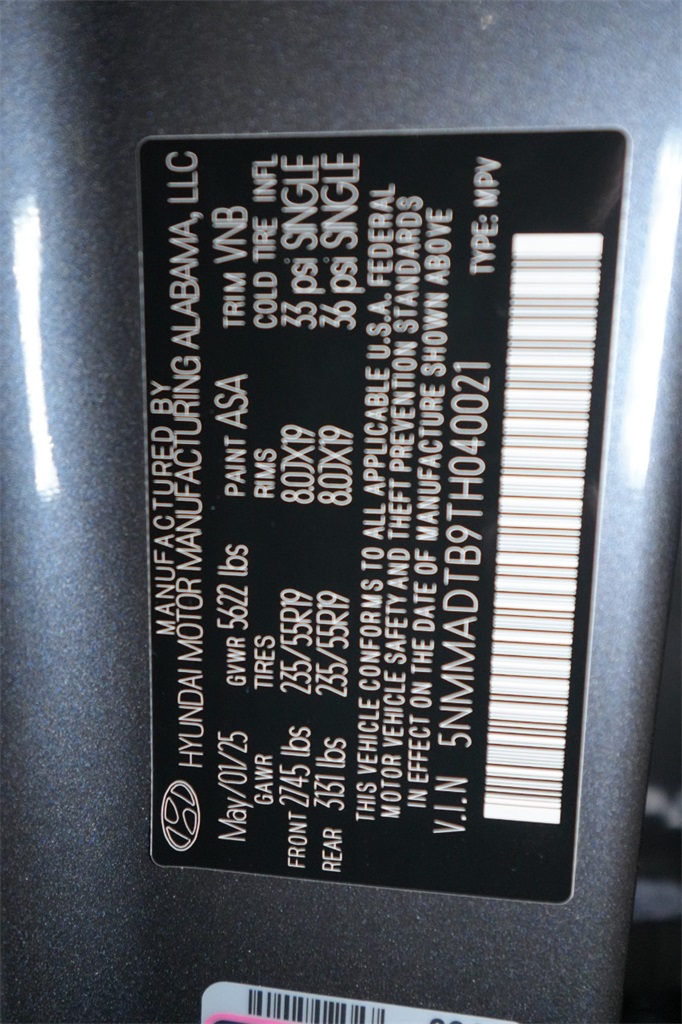 MANUFACTURED BY
HYUNDAI MOTOR MANUFACTURING ALABAMA, LLC
May/01/25 GVWR 5622 lbs PAINT ASA TRIM VNB
GAWR TIRES RIMS COLD TIRE INFL
FRONT 2745 lbs 235/55R19 8.0JX19 33 psi SINGLE
REAR 3131 lbs 235/55R19 8.0JX19 36 psi SINGLE
THIS VEHICLE CONFORMS TO ALL APPLICABLE U.S.A. FEDERAL
MOTOR VEHICLE SAFETY AND THEFT PREVENTION STANDARDS
IN EFFECT ON THE DATE OF MANUFACTURE SHOWN ABOVE
V.I.N 5NMMADTB9TH040021
TYPE: MPV